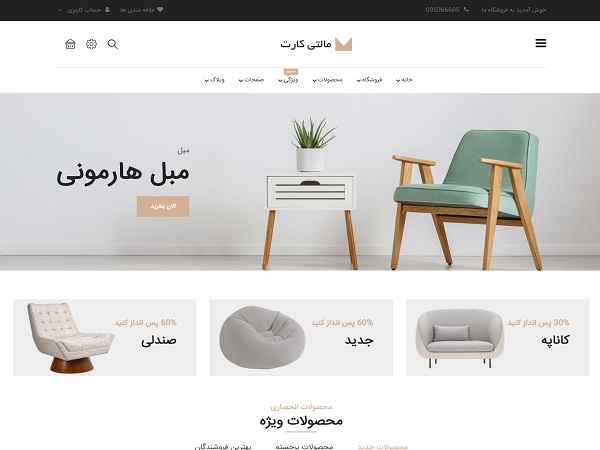 خوش آمدید به فروشگاه ما
035366605
علاقه مندی ها
حساب کاربری
مالتی کارت
جدید
خانه
فروشگاه
محصولات
ویژگی
صفحات
وبلاگ
مبل
مبل هارمونی
الان بخرید
30% پس انداز کنید
کاناپه
60% پس انداز کنید
جدید
60% پس انداز کنید
صندلی
محصولات انحصاری
محصولات ویژه
محصولات جدید
محصولات برجسته
بهترین فروشندگان